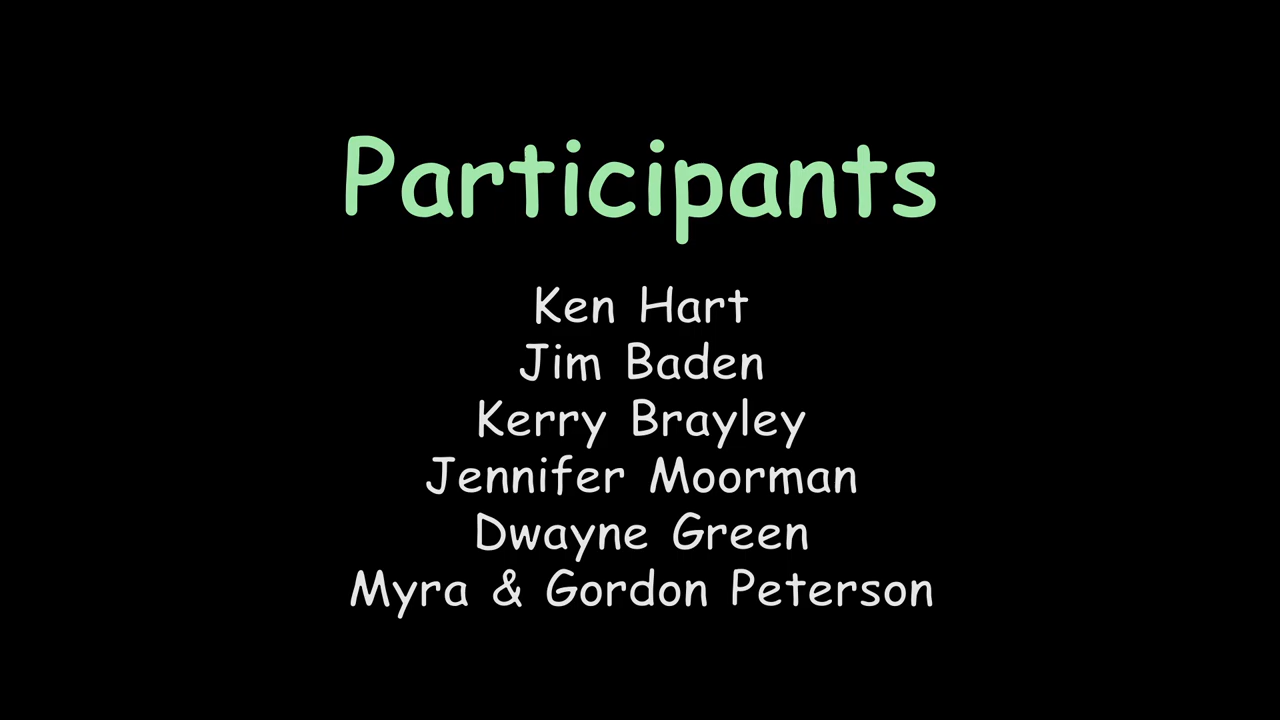 Participants
Ken Hart
Jim Baden
Kerry Brayley
Jennifer Moorman
Dwayne Green
Myra & Gordon Peterson